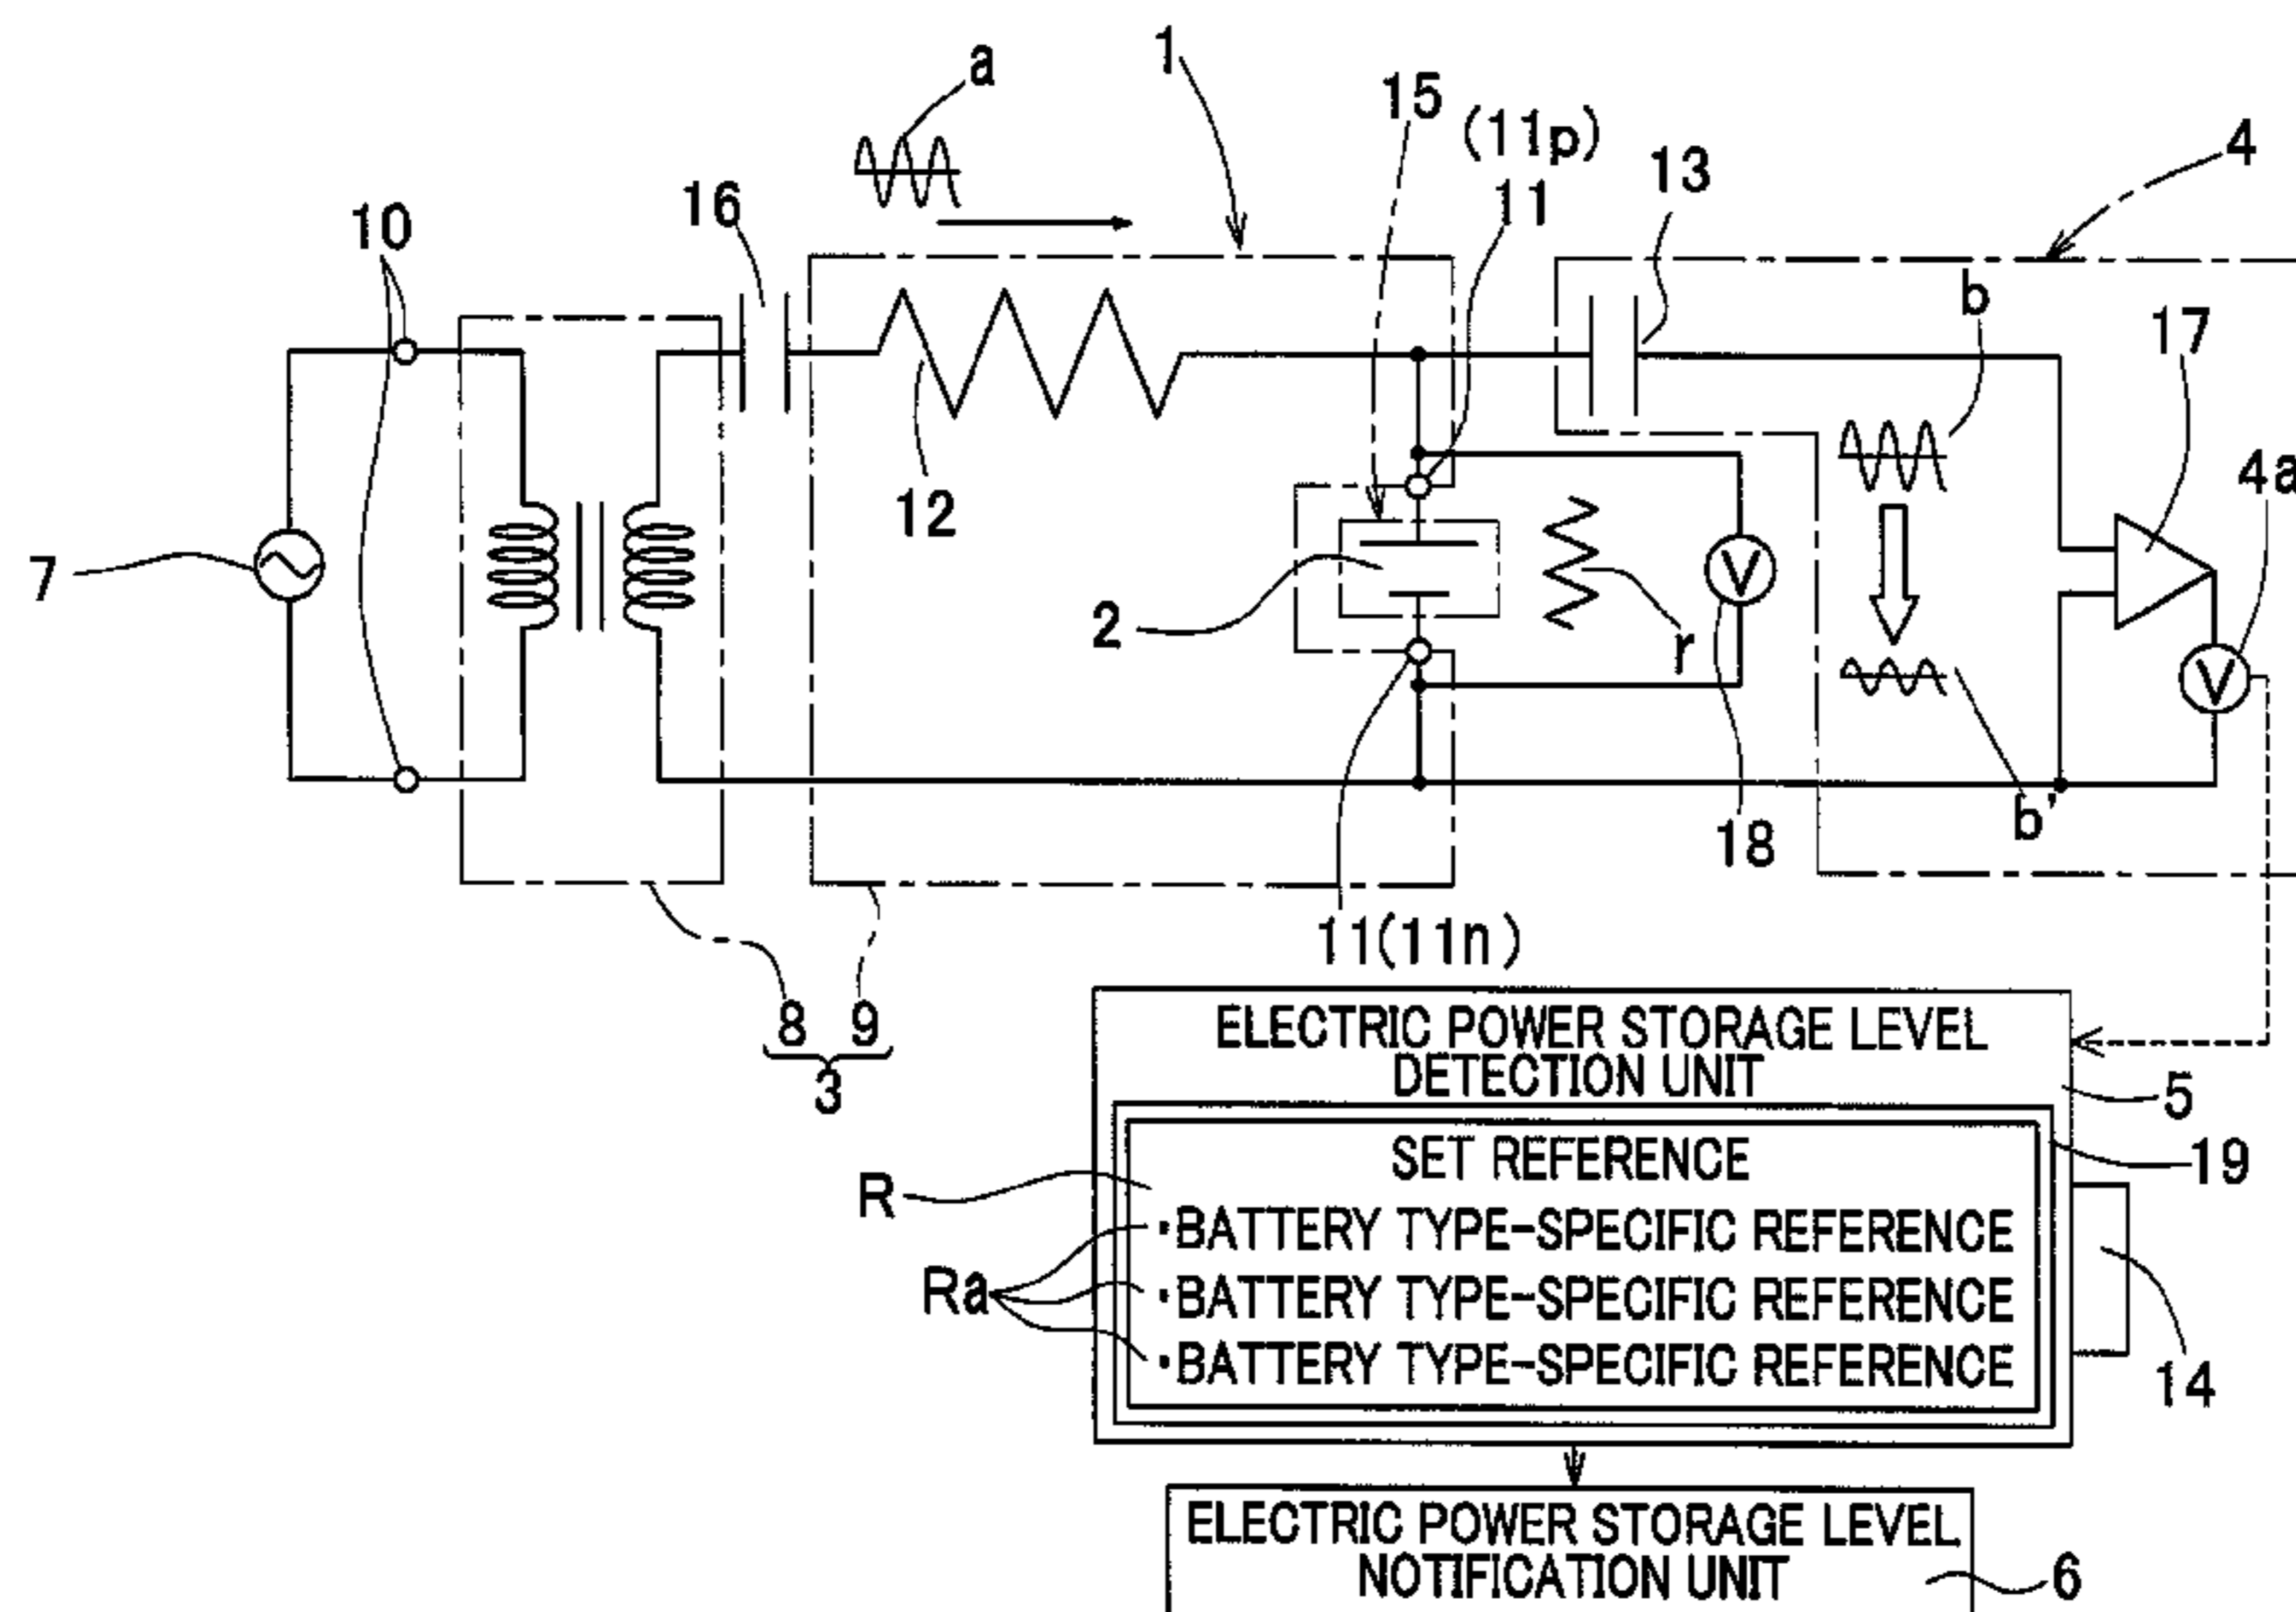 a
1
15
(11p)
11
13
4
10
16
b
17
4a
12
V
7
2
r
V
18
b'
11(11n)
8 9
3
ELECTRIC POWER STORAGE LEVEL
DETECTION UNIT
5
SET REFERENCE
19
R
·BATTERY TYPE-SPECIFIC REFERENCE
Ra
·BATTERY TYPE-SPECIFIC REFERENCE
·BATTERY TYPE-SPECIFIC REFERENCE
14
ELECTRIC POWER STORAGE LEVEL
NOTIFICATION UNIT
6